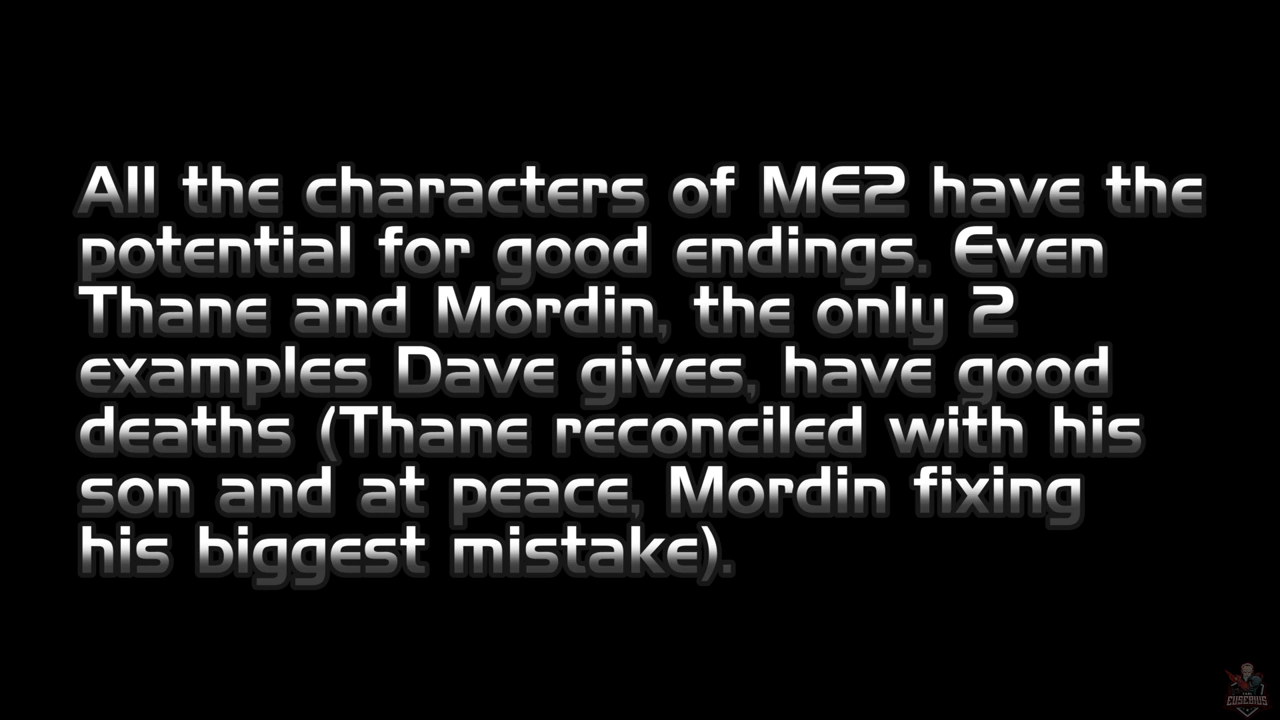 All the characters of ME2 have the
potential for good endings. Even
Thane and Mordin, the only 2
examples Dave gives, have good
deaths (Thane reconciled with his
son and at peace, Mordin fixing
his biggest mistake).
EUSEBIUS